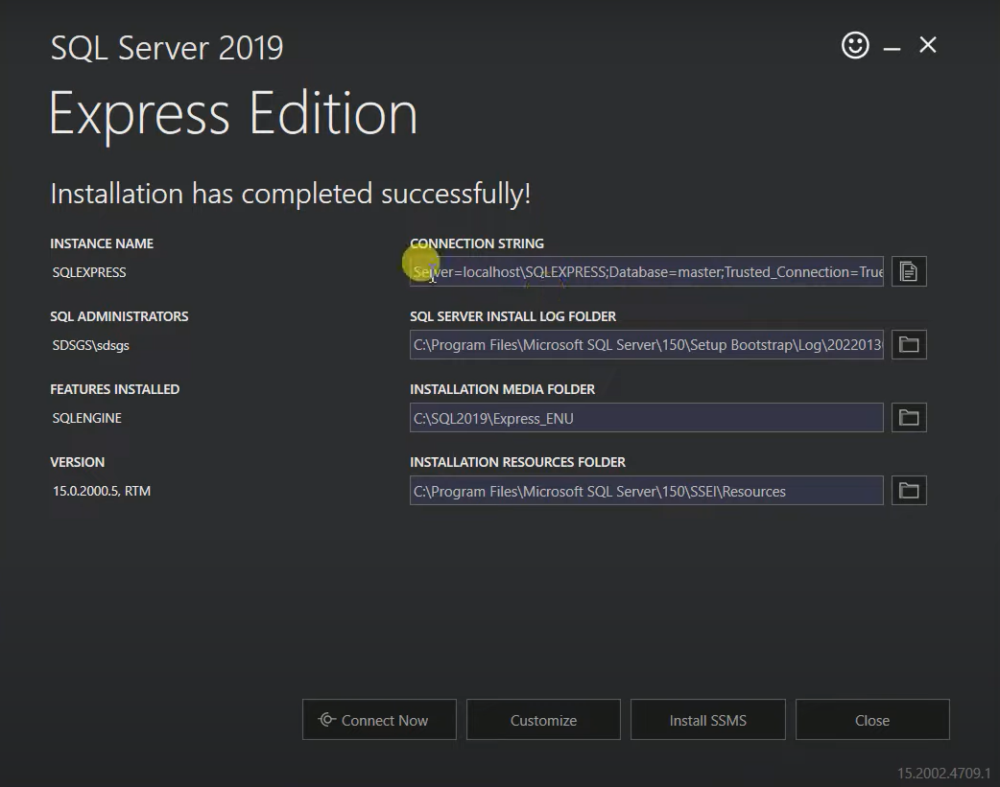 SQL Server 2019
Express Edition
Installation has completed successfully!
INSTANCE NAME
SQLEXPRESS
CONNECTION STRING
Server=localhost\SQLEXPRESS;Database=master;Trusted_Connection=True
SQL ADMINISTRATORS
SDSGS\sdsgs
SQL SERVER INSTALL LOG FOLDER
C:\Program Files\Microsoft SQL Server\150\Setup Bootstrap\Log\2022013
FEATURES INSTALLED
SQLENGINE
INSTALLATION MEDIA FOLDER
C:\SQL2019\Express_ENU
VERSION
15.0.2000.5, RTM
INSTALLATION RESOURCES FOLDER
C:\Program Files\Microsoft SQL Server\150\SSEI\Resources
Connect Now
Customize
Install SSMS
Close
15.2002.4709.1